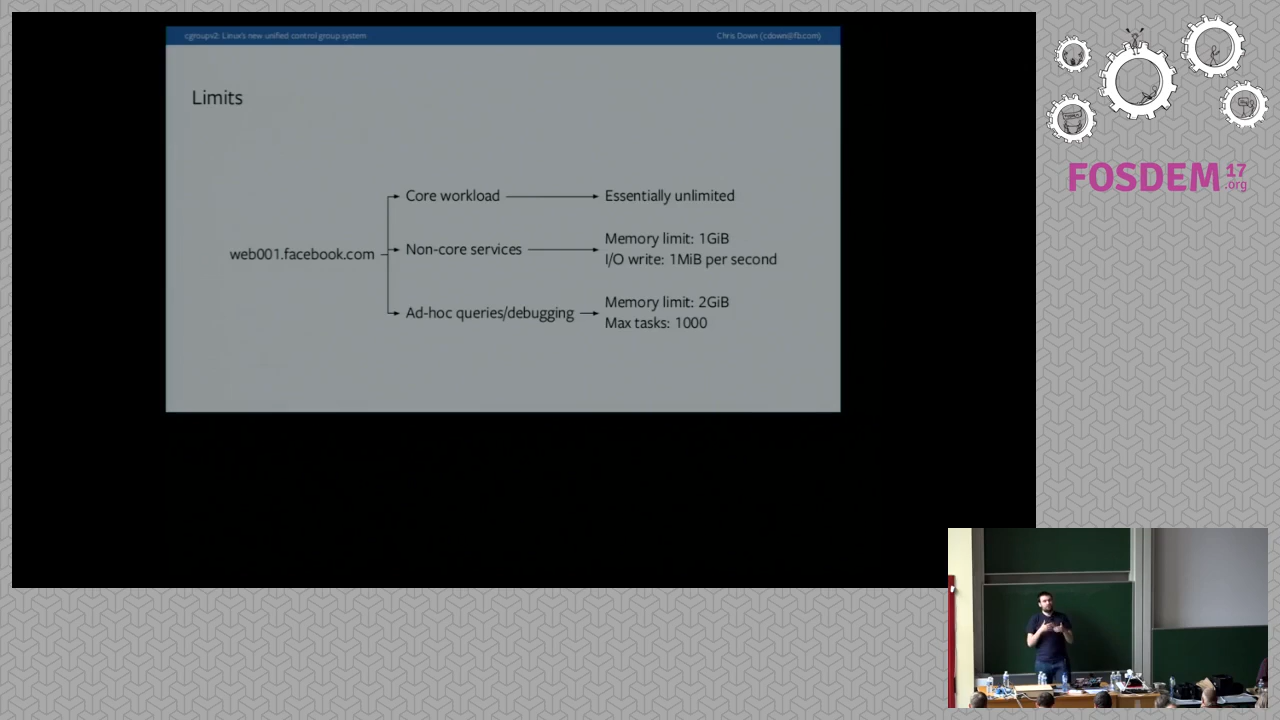 cgroupv2: Linux's new unified control group system
Chris Down (cdown@fb.com)
Limits
web001.facebook.com
Core workload
Essentially unlimited
Non-core services
Memory limit: 1GiB
I/O write: 1MiB per second
Ad-hoc queries/debugging
Memory limit: 2GiB
Max tasks: 1000
FOSDEM 17
.org